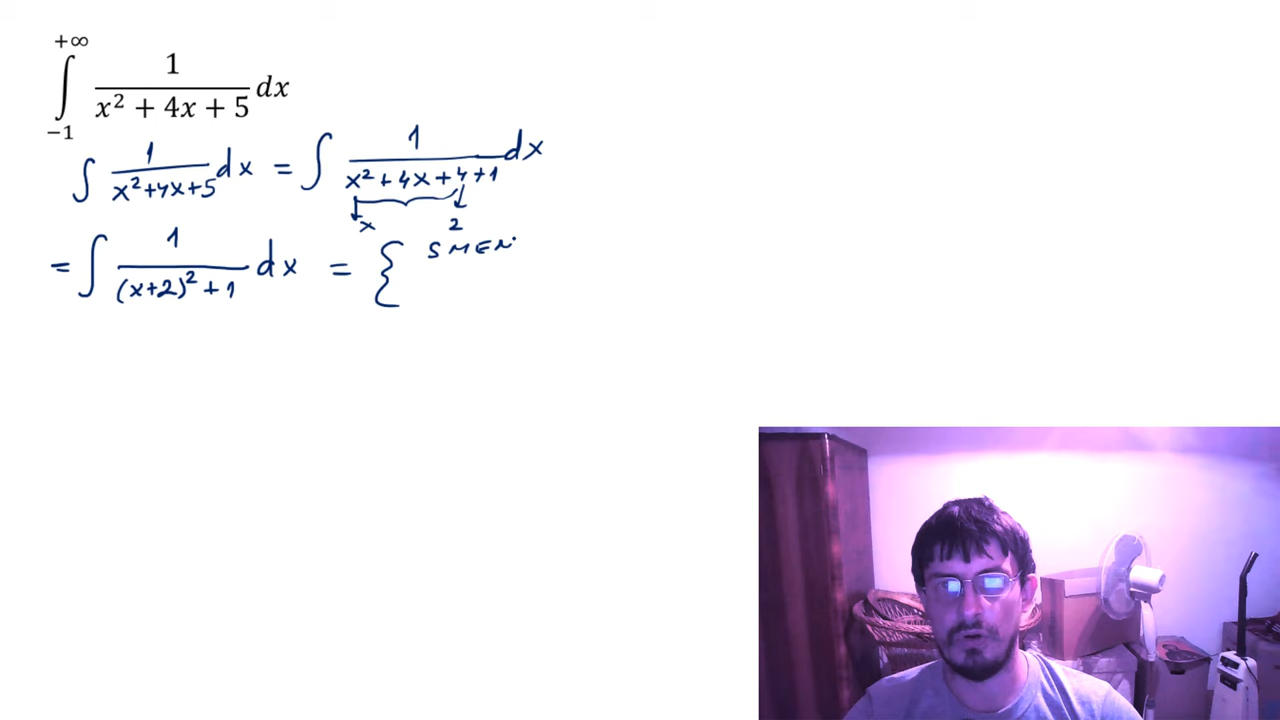 ∫_{-1}^{+∞} 1/(x² + 4x + 5) dx
∫ 1/(x²+4x+5) dx = ∫ 1/(x²+4x+4+1) dx
x 2
= ∫ 1/((x+2)²+1) dx = { SMEN